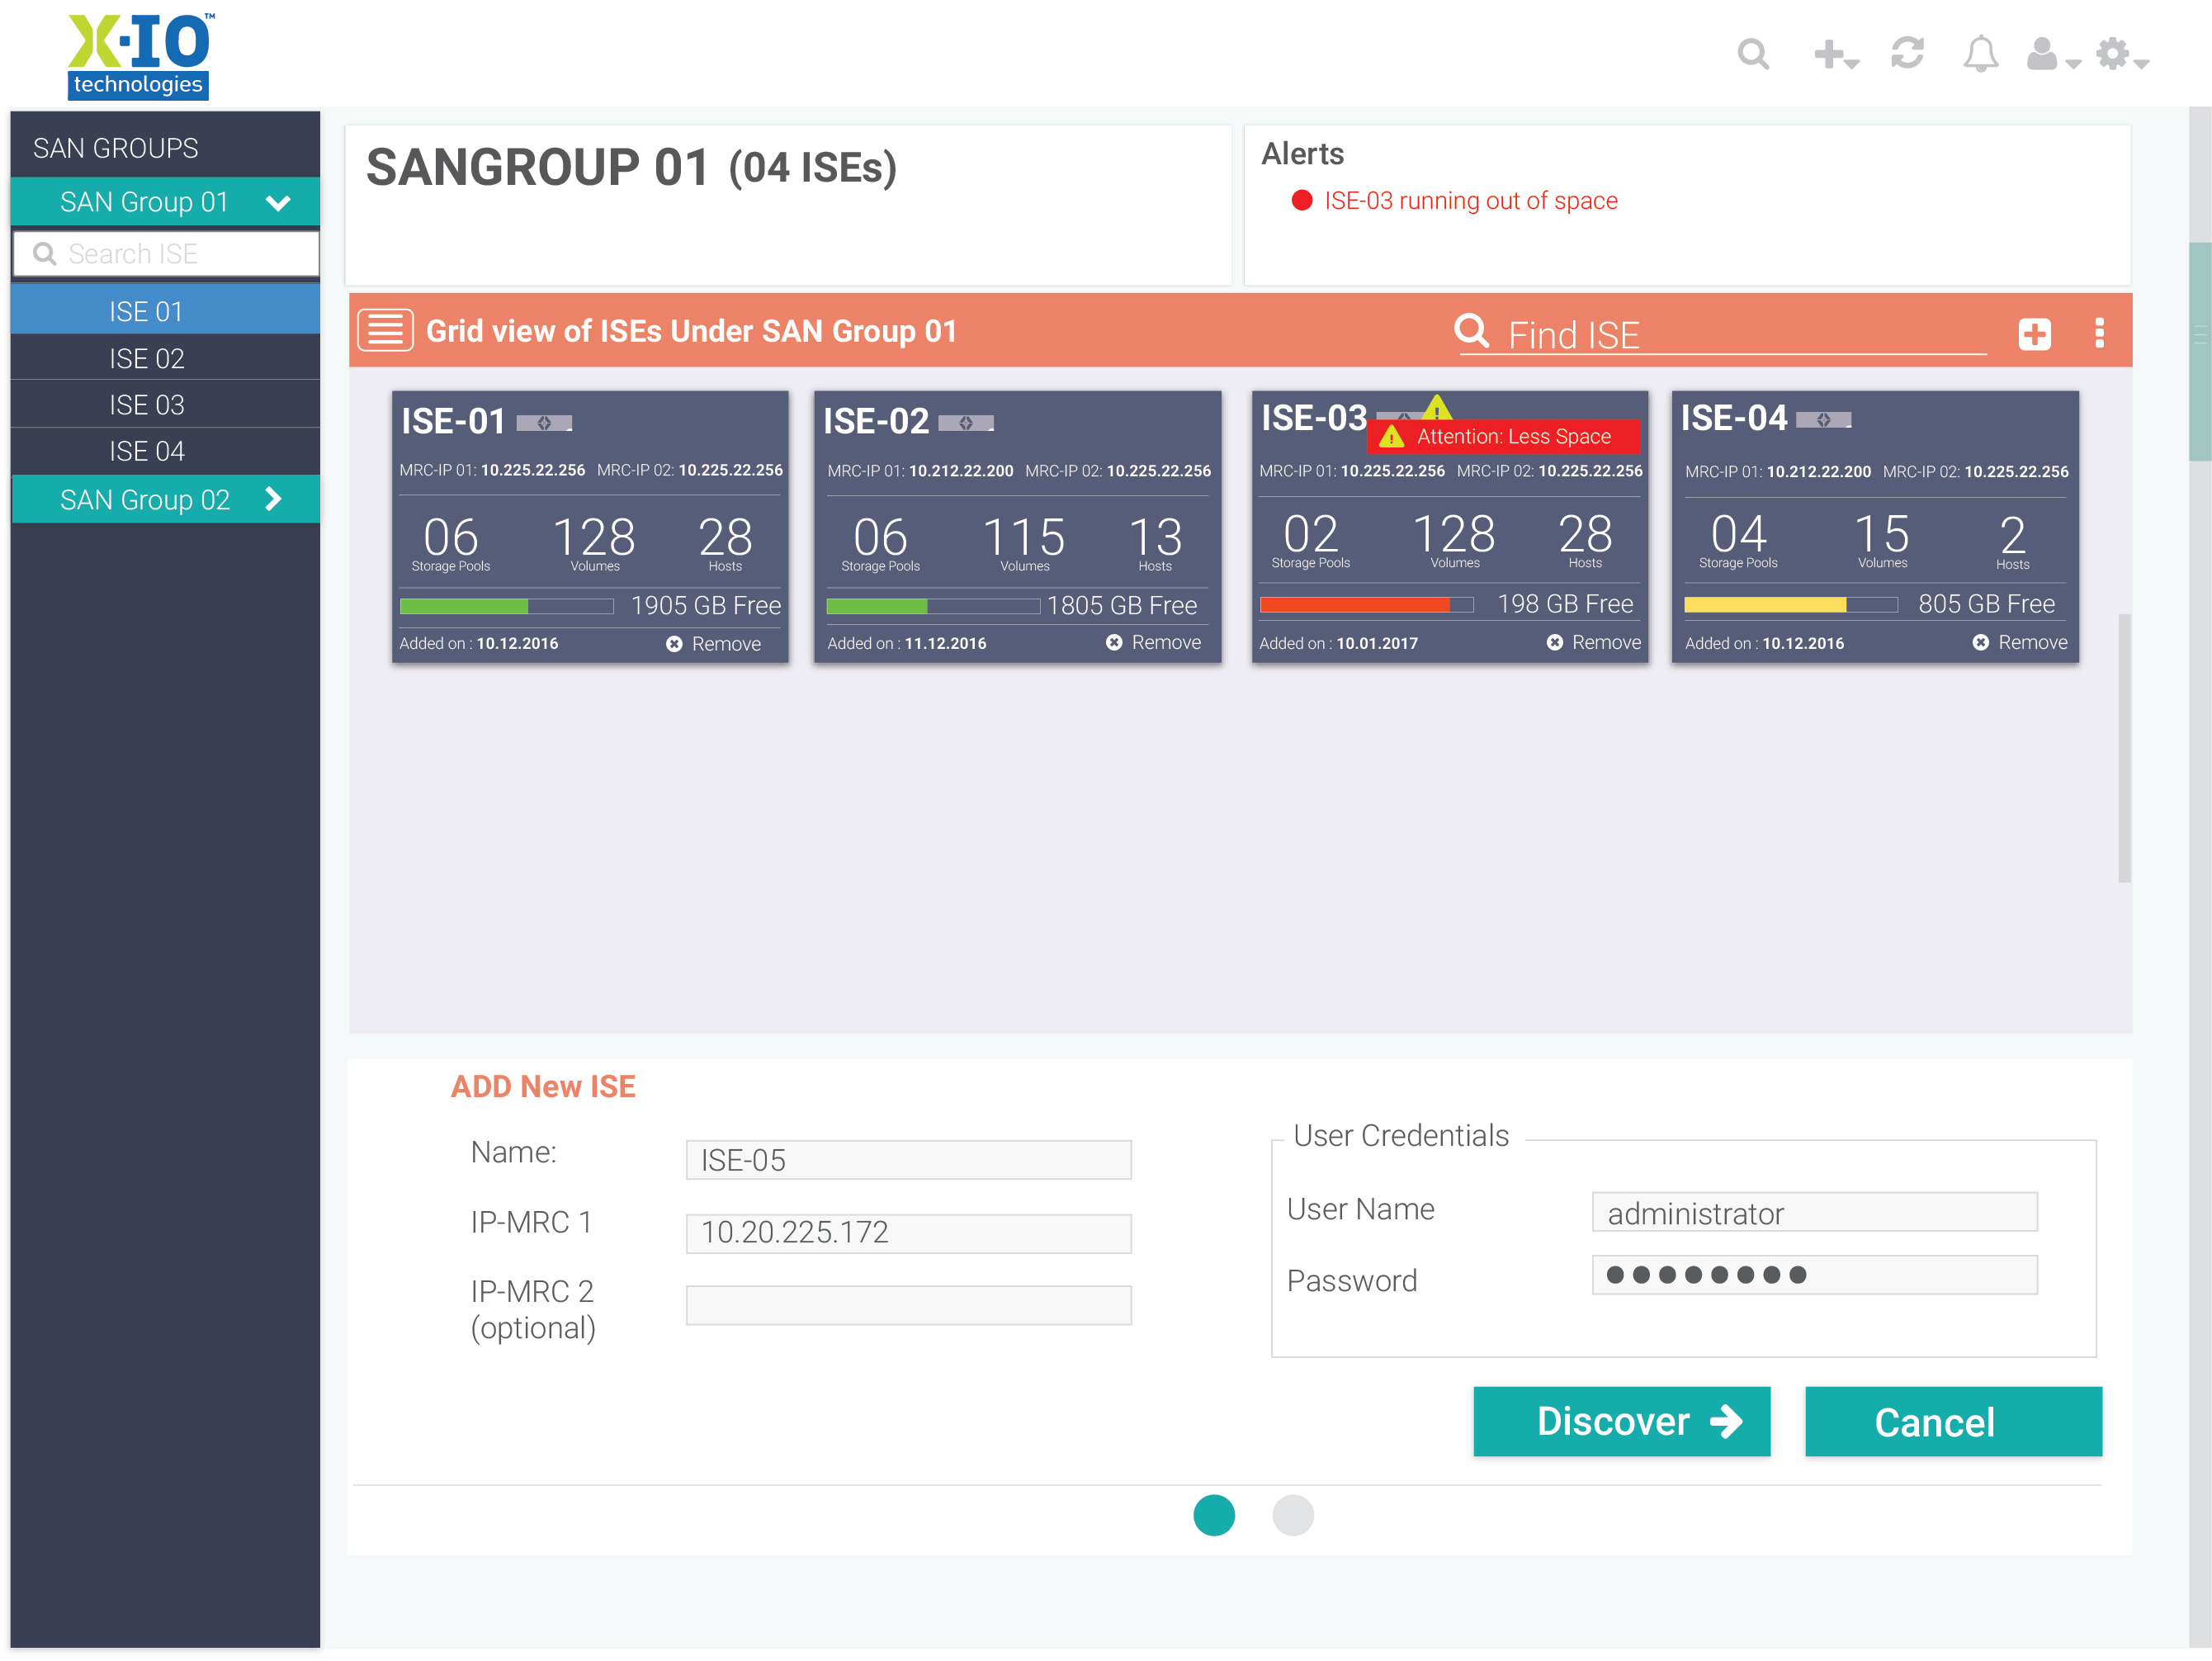 X-IO™
technologies
SAN GROUPS
SAN Group 01
Search ISE
ISE 01
ISE 02
ISE 03
ISE 04
SAN Group 02
SANGROUP 01 (04 ISEs)
Alerts
ISE-03 running out of space
Grid view of ISEs Under SAN Group 01
Find ISE
ISE-01
MRC-IP 01: 10.225.22.256 MRC-IP 02: 10.225.22.256
06 128 28
Storage Pools Volumes Hosts
1905 GB Free
Added on : 10.12.2016 Remove
ISE-02
MRC-IP 01: 10.212.22.200 MRC-IP 02: 10.225.22.256
06 115 13
Storage Pools Volumes Hosts
1805 GB Free
Added on : 11.12.2016 Remove
ISE-03
Attention: Less Space
MRC-IP 01: 10.225.22.256 MRC-IP 02: 10.225.22.256
02 128 28
Storage Pools Volumes Hosts
198 GB Free
Added on : 10.01.2017 Remove
ISE-04
MRC-IP 01: 10.212.22.200 MRC-IP 02: 10.225.22.256
04 15 2
Storage Pools Volumes Hosts
805 GB Free
Added on : 10.12.2016 Remove
ADD New ISE
Name: ISE-05
IP-MRC 1 10.20.225.172
IP-MRC 2
(optional)
User Credentials
User Name administrator
Password ●●●●●●●●
Discover
Cancel